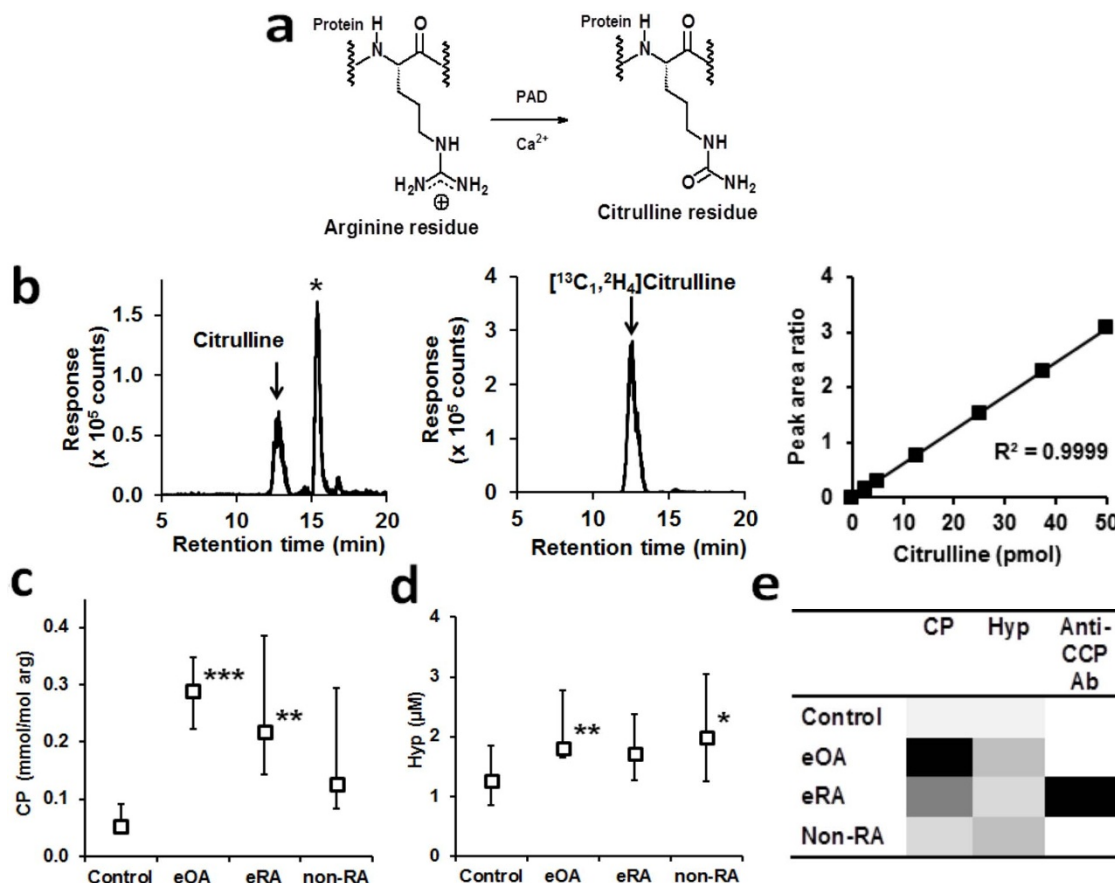 a
Protein
H
N
O
NH
H₂N
NH₂
⊕
Arginine residue
PAD
Ca²⁺
Protein
H
N
O
NH
O
NH₂
Citrulline residue
b
Response
(x 10⁵ counts)
1.5
1.0
0.5
0.0
Citrulline
*
5
10
15
20
Retention time (min)
Response
(x 10⁵ counts)
4
3
2
1
0
[¹³C₁,²H₄]Citrulline
5
10
15
20
Retention time (min)
Peak area ratio
4
3
2
1
0
R² = 0.9999
0
10
20
30
40
50
Citrulline (pmol)
c
CP (mmol/mol arg)
0.4
0.3
0.2
0.1
0.0
***
**
Control
eOA
eRA
non-RA
d
Hyp (µM)
4
3
2
1
0
**
*
Control
eOA
eRA
non-RA
e
CP
Hyp
Anti-
CCP
Ab
Control
eOA
eRA
Non-RA